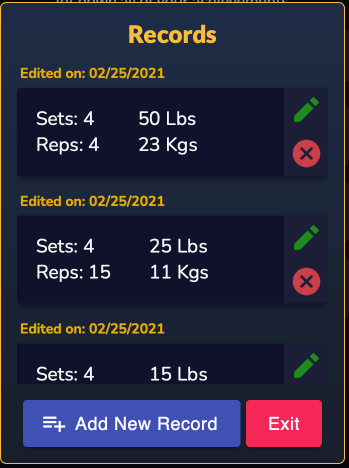 Records
Edited on: 02/25/2021
Sets: 4 50 Lbs
Reps: 4 23 Kgs
Edited on: 02/25/2021
Sets: 4 25 Lbs
Reps: 15 11 Kgs
Edited on: 02/25/2021
Sets: 4 15 Lbs
Add New Record Exit